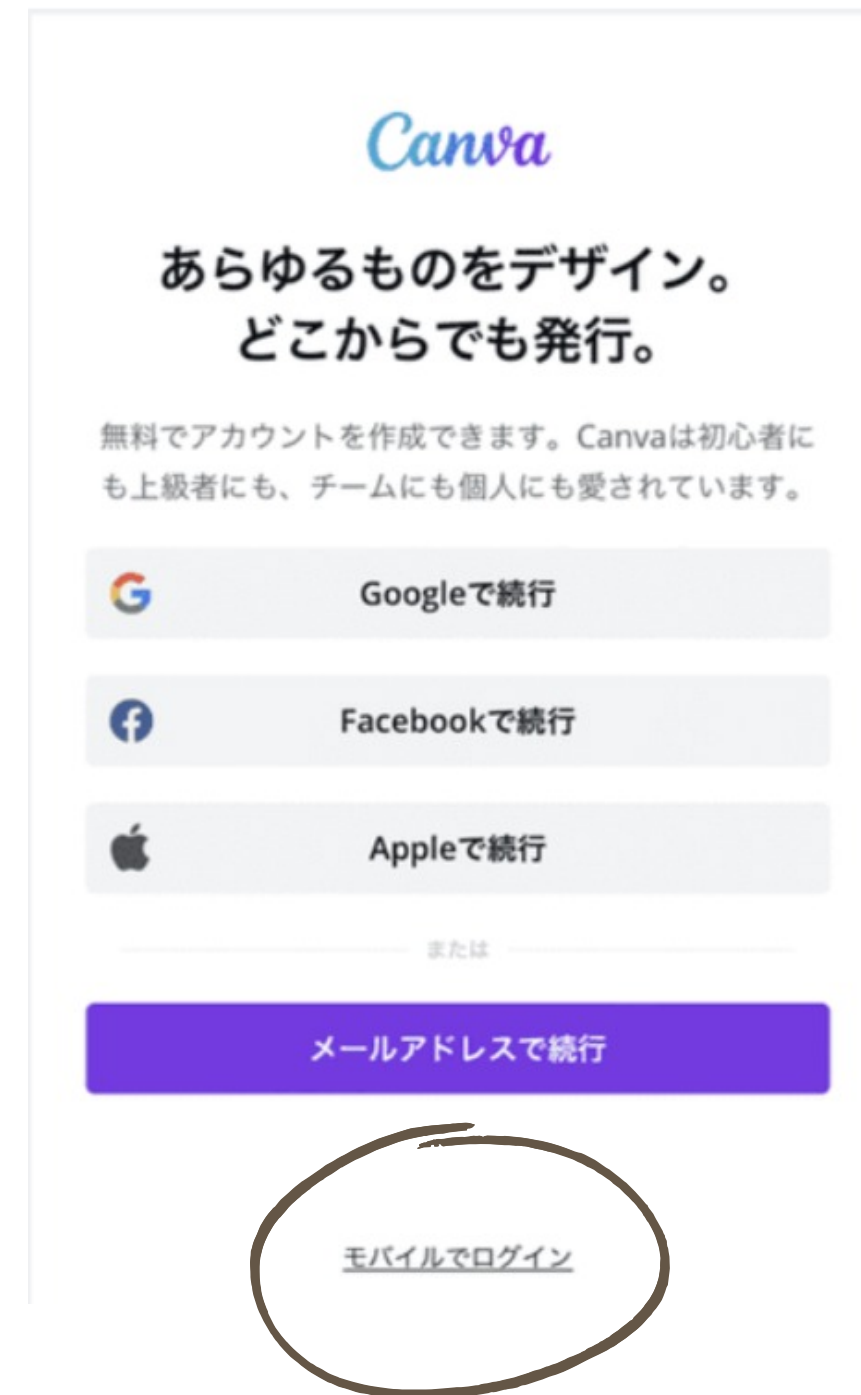 Canva
あらゆるものをデザイン。
どこからでも発行。
無料でアカウントを作成できます。Canvaは初心者に
も上級者にも、チームにも個人にも愛されています。
Googleで続行
Facebookで続行
Appleで続行
または
メールアドレスで続行
モバイルでログイン